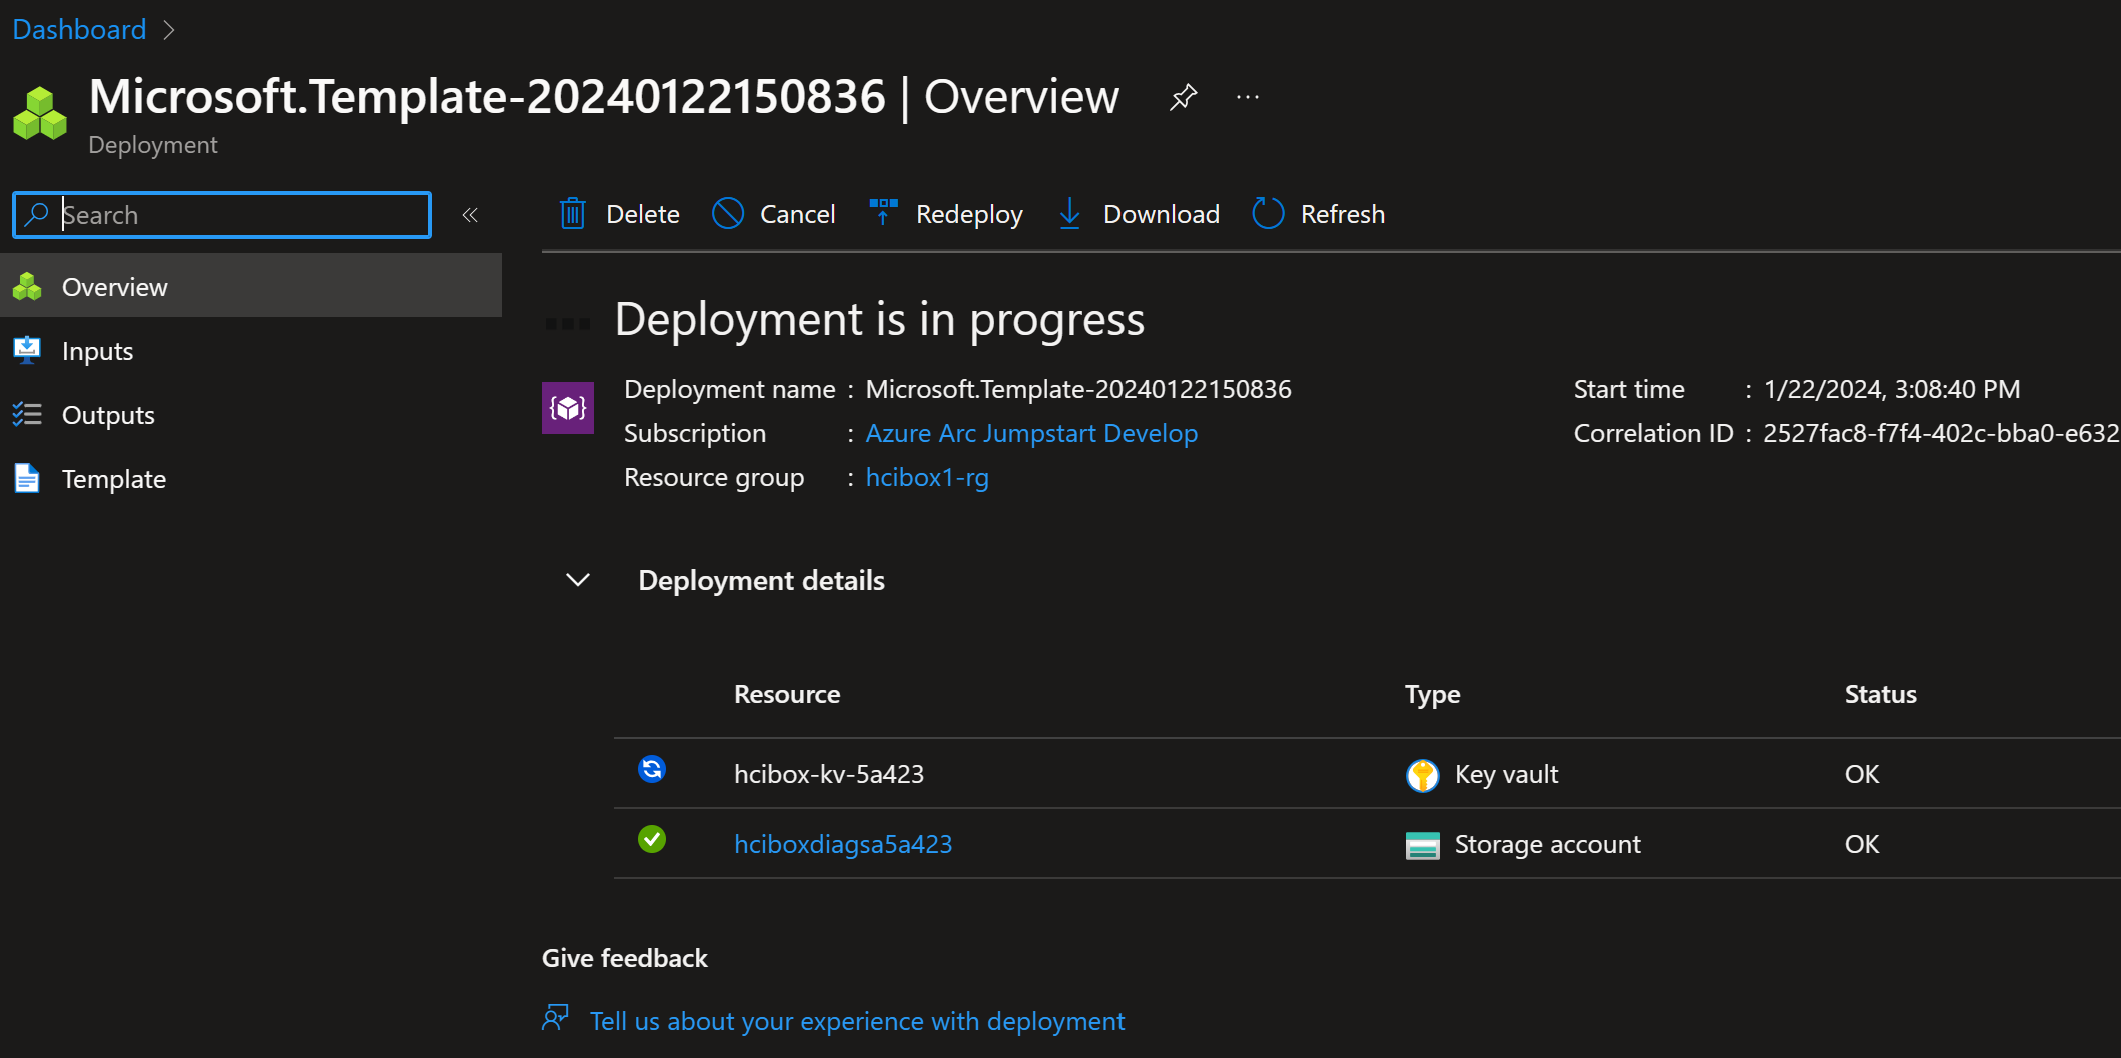 Dashboard
Microsoft.Template-20240122150836 | Overview
Deployment
Search
Overview
Inputs
Outputs
Template
Delete Cancel Redeploy Download Refresh
Deployment is in progress
Deployment name : Microsoft.Template-20240122150836
Subscription : Azure Arc Jumpstart Develop
Resource group : hcibox1-rg
Start time : 1/22/2024, 3:08:40 PM
Correlation ID : 2527fac8-f7f4-402c-bba0-e632
Deployment details
Resource Type Status
hcibox-kv-5a423 Key vault OK
hciboxdiagsa5a423 Storage account OK
Give feedback
Tell us about your experience with deployment